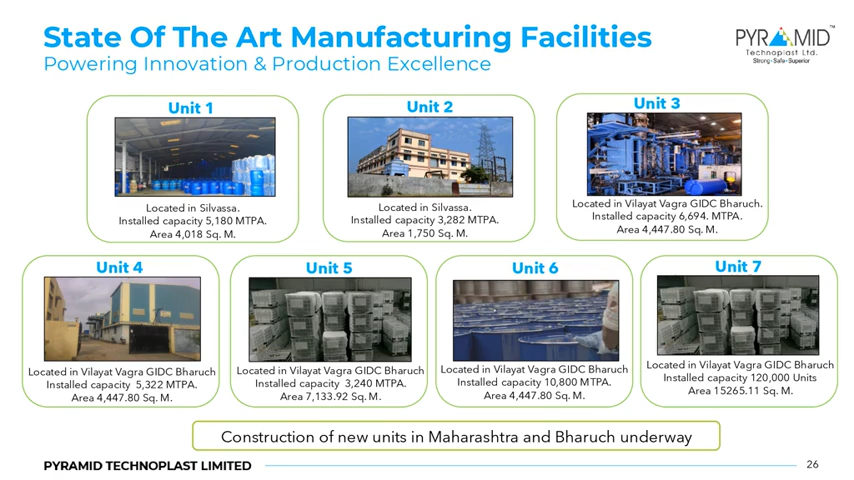 State Of The Art Manufacturing Facilities
Powering Innovation & Production Excellence
PYRAMID™
Technoplast Ltd.
Strong • Safe • Superior
Unit 1
Located in Silvassa.
Installed capacity 5,180 MTPA.
Area 4,018 Sq. M.
Unit 2
Located in Silvassa.
Installed capacity 3,282 MTPA.
Area 1,750 Sq. M.
Unit 3
Located in Vilayat Vagra GIDC Bharuch.
Installed capacity 6,694. MTPA.
Area 4,447.80 Sq. M.
Unit 4
Located in Vilayat Vagra GIDC Bharuch
Installed capacity 5,322 MTPA.
Area 4,447.80 Sq. M.
Unit 5
Located in Vilayat Vagra GIDC Bharuch
Installed capacity 3,240 MTPA.
Area 7,133.92 Sq. M.
Unit 6
Located in Vilayat Vagra GIDC Bharuch
Installed capacity 10,800 MTPA.
Area 4,447.80 Sq. M.
Unit 7
Located in Vilayat Vagra GIDC Bharuch
Installed capacity 120,000 Units
Area 15265.11 Sq. M.
Construction of new units in Maharashtra and Bharuch underway
PYRAMID TECHNOPLAST LIMITED
26